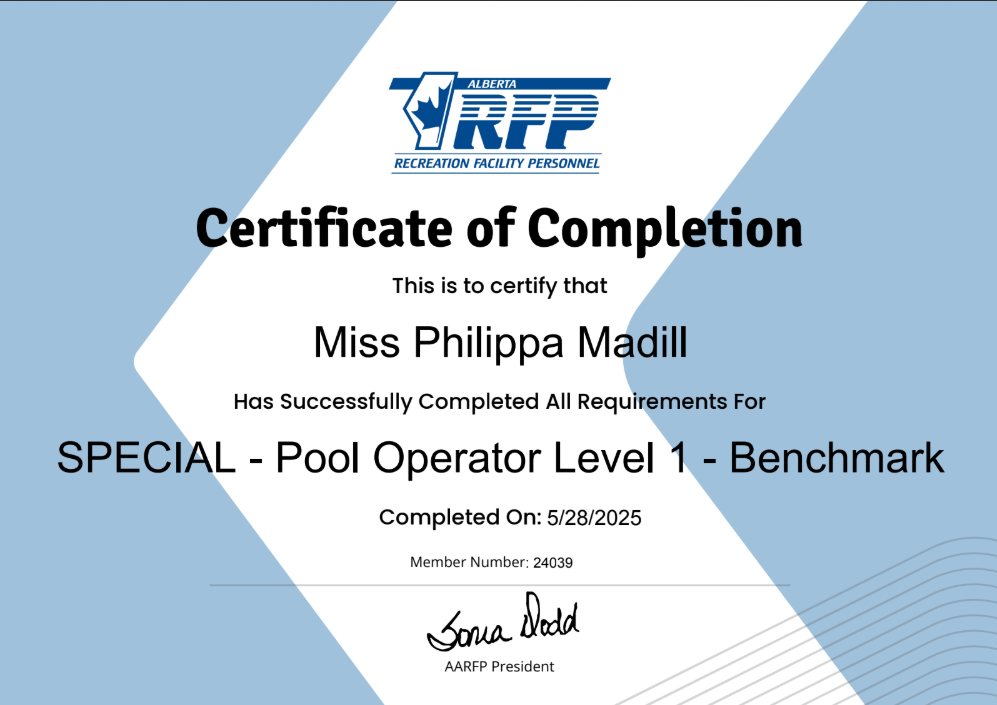 ALBERTA
RFP
RECREATION FACILITY PERSONNEL
Certificate of Completion
This is to certify that
Miss Philippa Madill
Has Successfully Completed All Requirements For
SPECIAL - Pool Operator Level 1 - Benchmark
Completed On: 5/28/2025
Member Number: 24039
Sonia Dodd
AARFP President